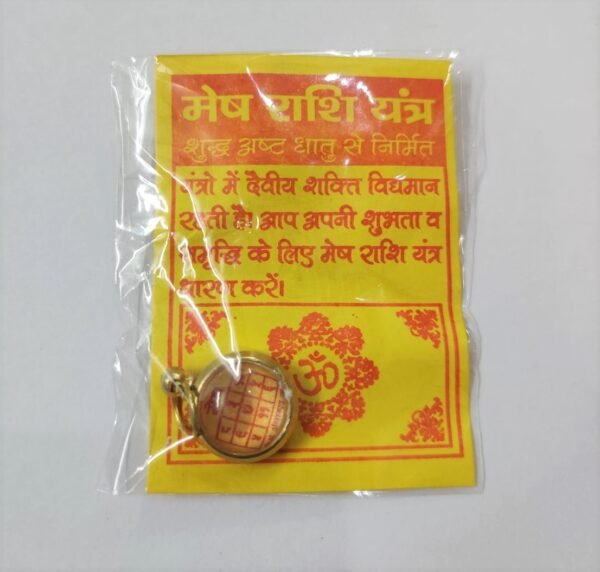 मेष राशि यंत्र
शुद्ध अष्ट धातु से निर्मित
यंत्रो में दैवीय शक्ति विद्यमान
रहती है। आप अपनी शुभता व
समृद्धि के लिए मेष राशि यंत्र
धारण करें।
ॐ